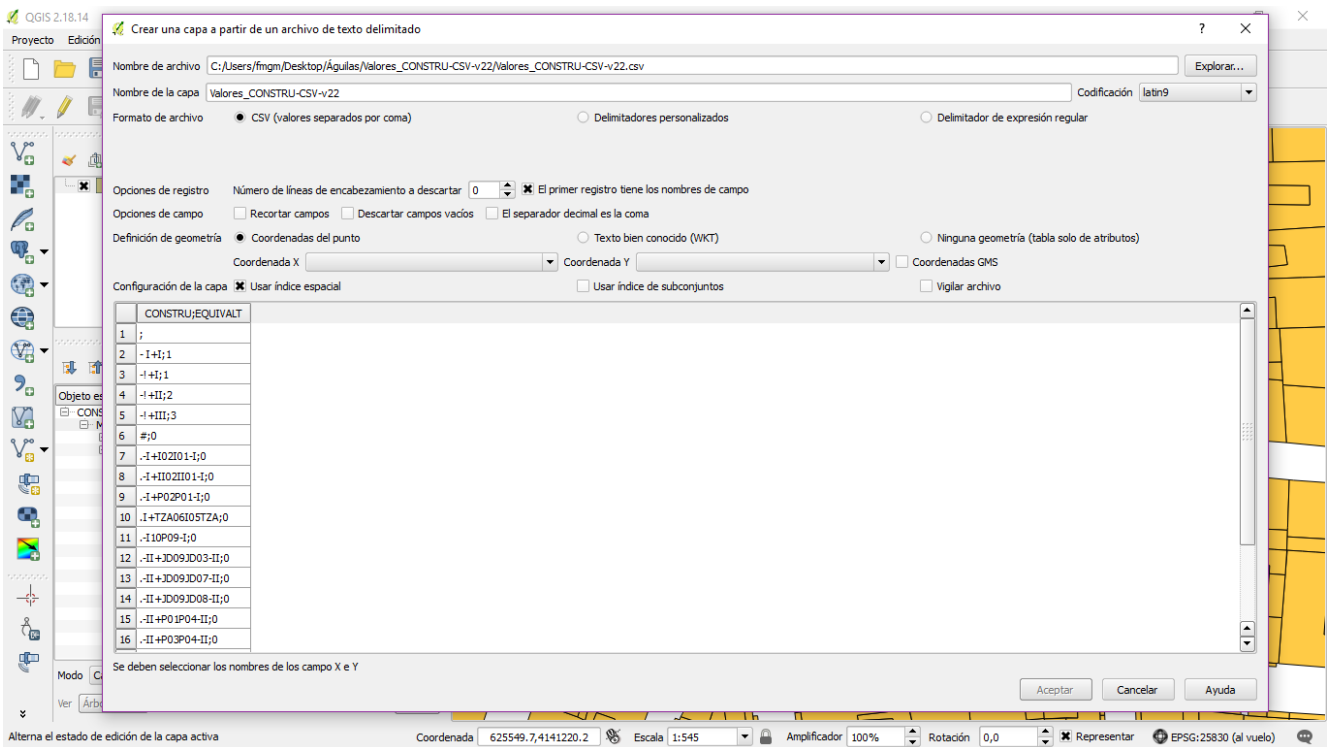 QGIS 2.18.14
Crear una capa a partir de un archivo de texto delimitado
?
Proyecto Edición
Nombre de archivo C:/Users/fmgm/Desktop/Águilas/Valores_CONSTRU-CSV-v22/Valores_CONSTRU-CSV-v22.csv Explorar...
Nombre de la capa Valores_CONSTRU-CSV-v22 Codificación latin9
Formato de archivo CSV (valores separados por coma) Delimitadores personalizados Delimitador de expresión regular
Opciones de registro Número de líneas de encabezamiento a descartar 0 El primer registro tiene los nombres de campo
Opciones de campo Recortar campos Descartar campos vacíos El separador decimal es la coma
Definición de geometría Coordenadas del punto Texto bien conocido (WKT) Ninguna geometría (tabla solo de atributos)
Coordenada X Coordenada Y Coordenadas GMS
Configuración de la capa Usar índice espacial Usar índice de subconjuntos Vigilar archivo
CONSTRU;EQUIVALT
1 ;
2 - I+I;1
3 -!+I;1
4 -!+II;2
5 -!+III;3
6 #;0
7 .-I+I02I01-I;0
8 .-I+II02II01-I;0
9 .-I+P02P01-I;0
10 .I+TZA06I05TZA;0
11 .-I10P09-I;0
12 .-II+JD09JD03-II;0
13 .-II+JD09JD07-II;0
14 .-II+JD09JD08-II;0
15 .-II+P01P04-II;0
16 .-II+P03P04-II;0
Objeto es
CONS
M
Se deben seleccionar los nombres de los campo X e Y
Modo C
Aceptar Cancelar Ayuda
Ver Árbo
Alterna el estado de edición de la capa activa Coordenada 625549.7,4141220.2 Escala 1:545 Amplificador 100% Rotación 0,0 Representar EPSG:25830 (al vuelo)